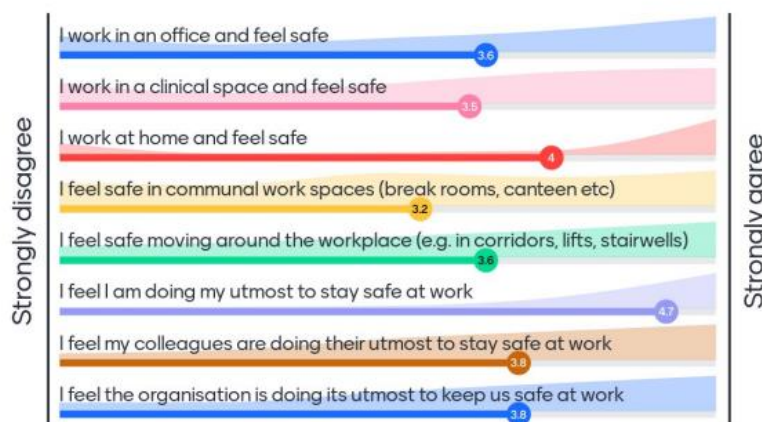 I work in an office and feel safe
3.6
I work in a clinical space and feel safe
3.5
I work at home and feel safe
4
I feel safe in communal work spaces (break rooms, canteen etc)
3.2
I feel safe moving around the workplace (e.g. in corridors, lifts, stairwells)
3.6
I feel I am doing my utmost to stay safe at work
4.7
I feel my colleagues are doing their utmost to stay safe at work
3.8
I feel the organisation is doing its utmost to keep us safe at work
3.8
Strongly disagree
Strongly agree